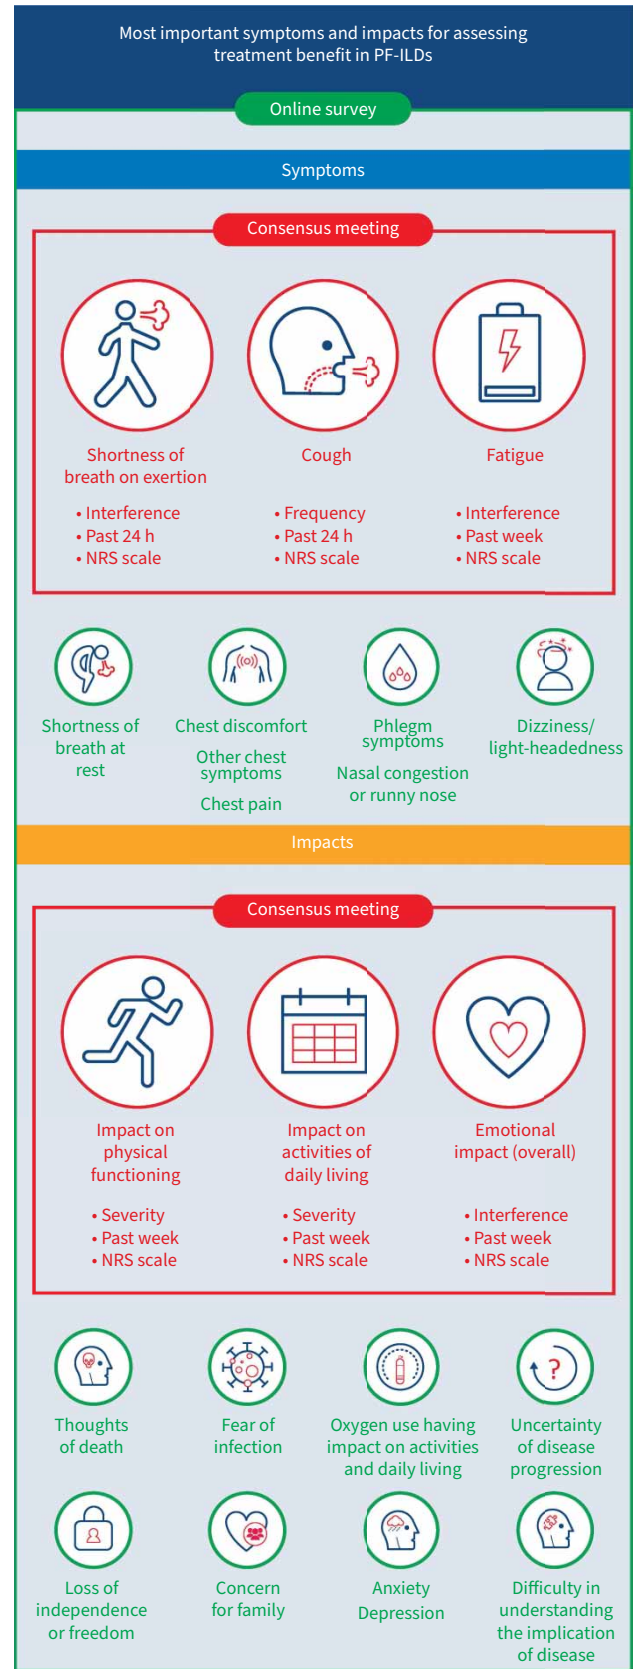 Most important symptoms and impacts for assessing
treatment benefit in PF-ILDs
Online survey
Symptoms
Consensus meeting
Shortness of
breath on exertion
• Interference
• Past 24 h
• NRS scale
Cough
• Frequency
• Past 24 h
• NRS scale
Fatigue
• Interference
• Past week
• NRS scale
Shortness of
breath at
rest
Chest discomfort
Other chest
symptoms
Chest pain
Phlegm
symptoms
Nasal congestion
or runny nose
Dizziness/
light-headedness
Impacts
Consensus meeting
Impact on
physical
functioning
• Severity
• Past week
• NRS scale
Impact on
activities of
daily living
• Severity
• Past week
• NRS scale
Emotional
impact (overall)
• Interference
• Past week
• NRS scale
Thoughts
of death
Fear of
infection
Oxygen use having
impact on activities
and daily living
?
Uncertainty
of disease
progression
Loss of
independence
or freedom
Concern
for family
Anxiety
Depression
Difficulty in
understanding
the implication
of disease